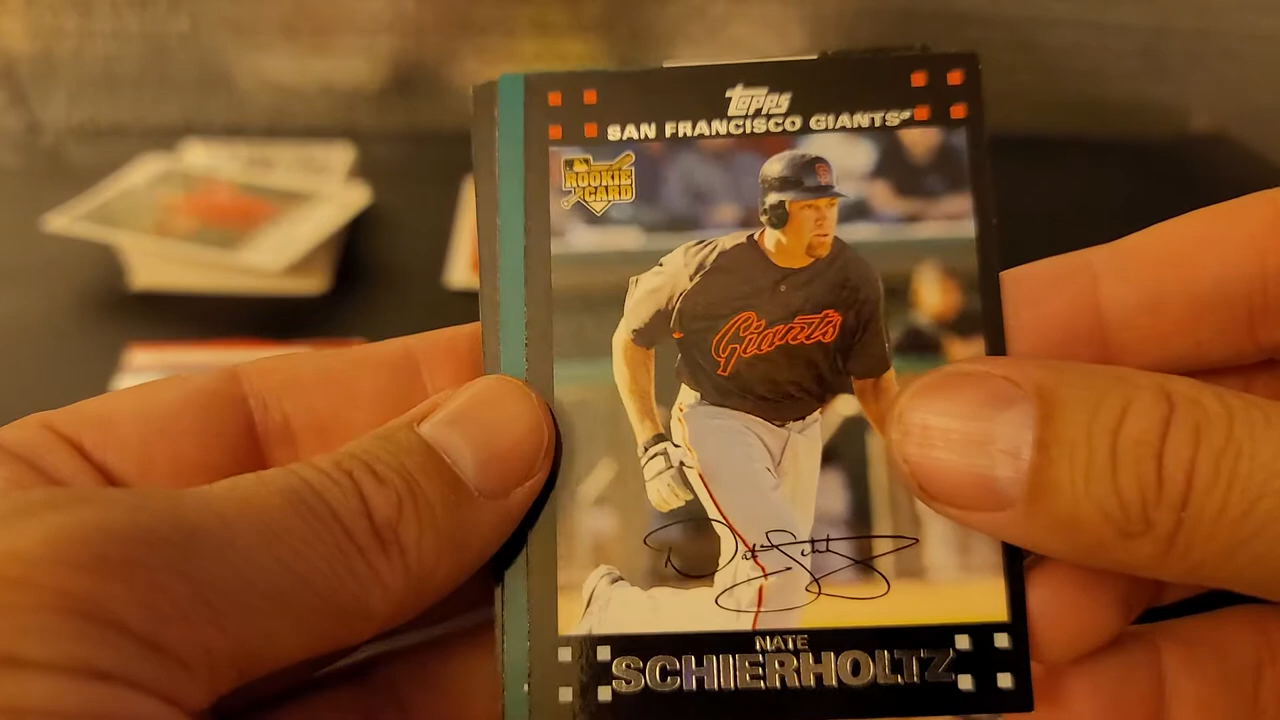 Topps
SAN FRANCISCO GIANTS
ROOKIE
CARD
Giants
NATE
SCHIERHOLTZ